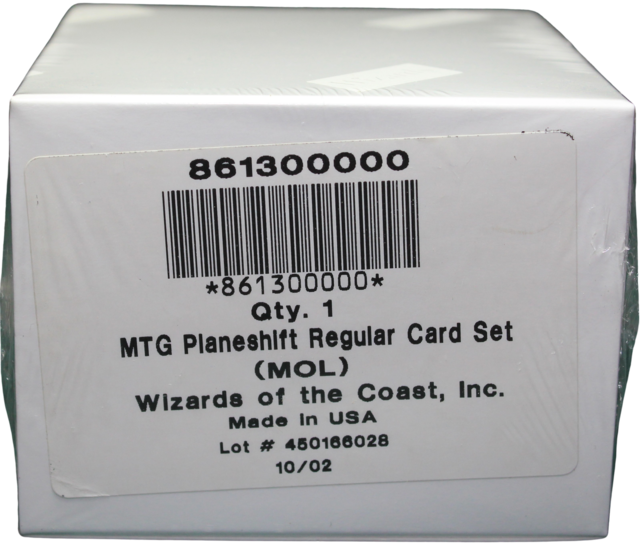 861300000
*861300000*
Qty. 1
MTG Planeshift Regular Card Set
(MOL)
Wizards of the Coast, Inc.
Made in USA
Lot # 450166028
10/02